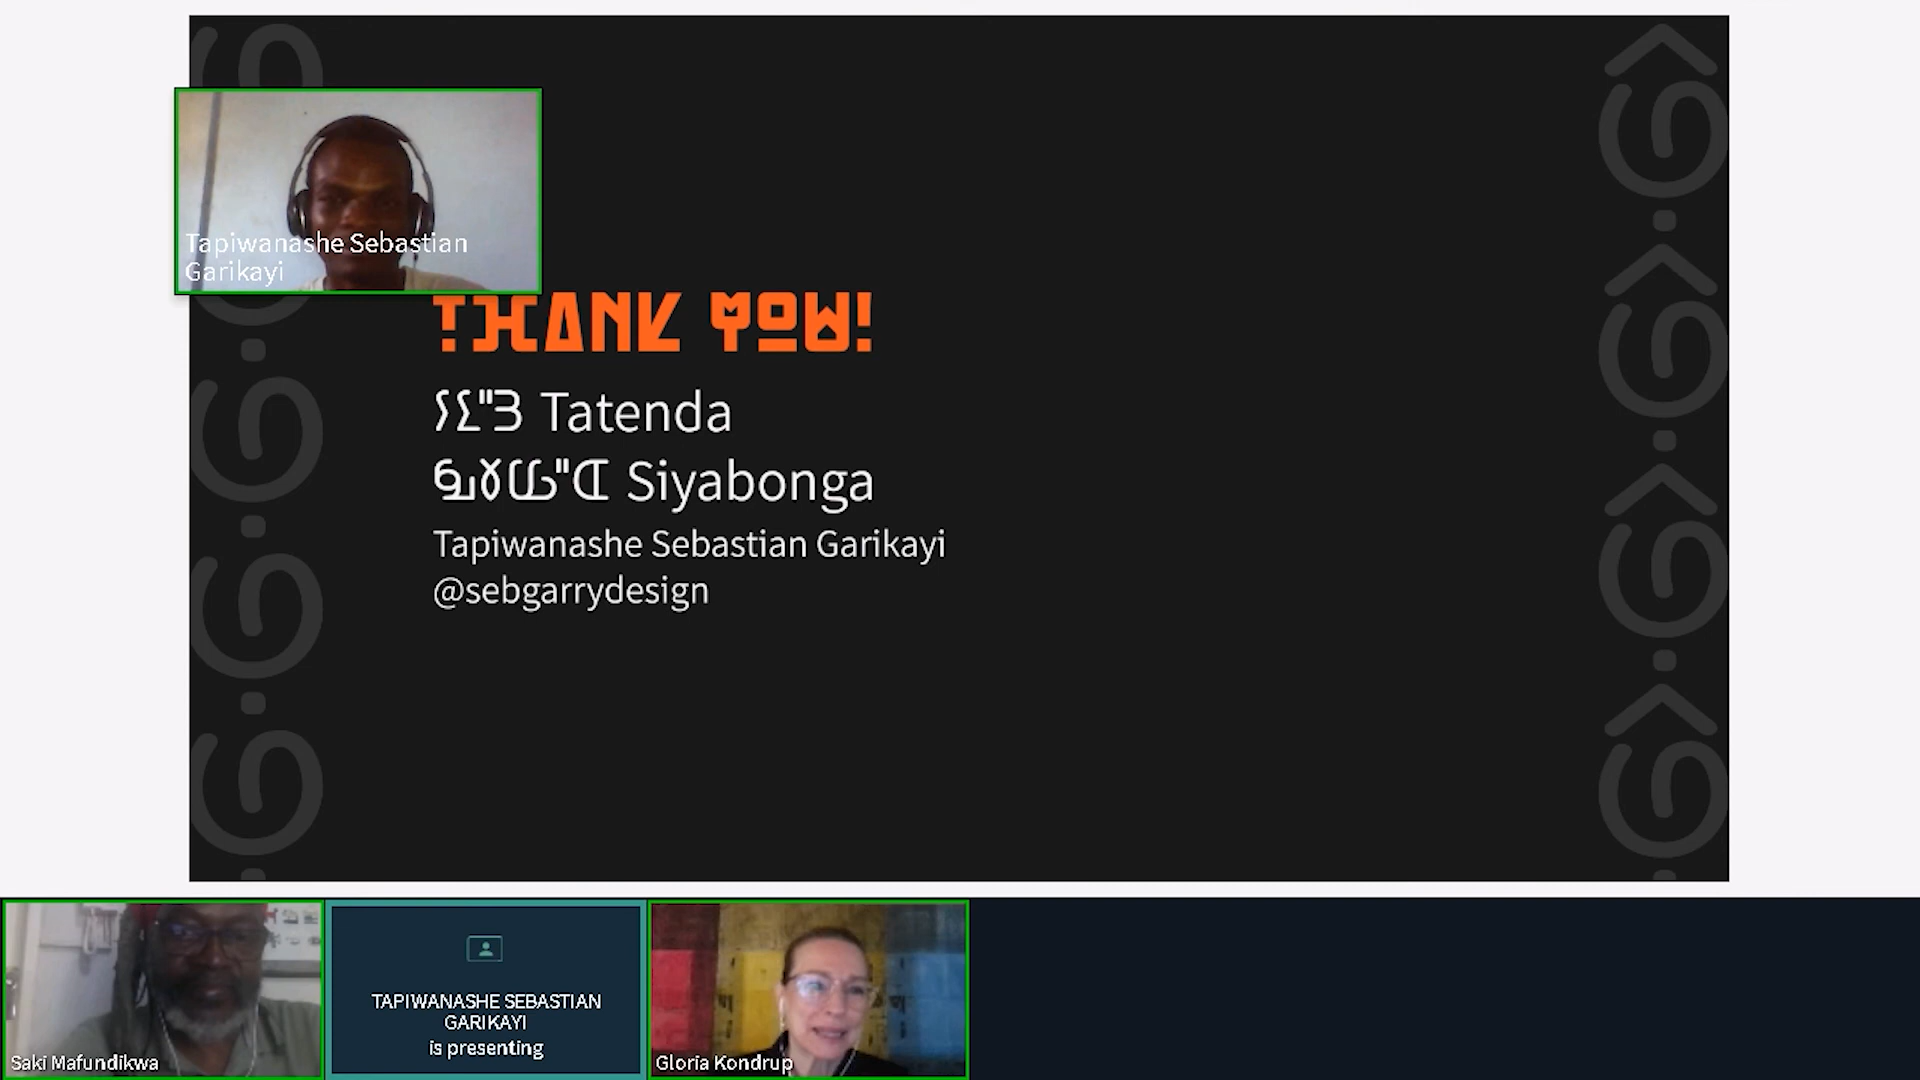 Tapiwanashe Sebastian
Garikayi
THANK YOU!
Tatenda
Siyabonga
Tapiwanashe Sebastian Garikayi
@sebgarrydesign
Saki Mafundikwa
TAPIWANASHE SEBASTIAN
GARIKAYI
is presenting
Gloria Kondrup